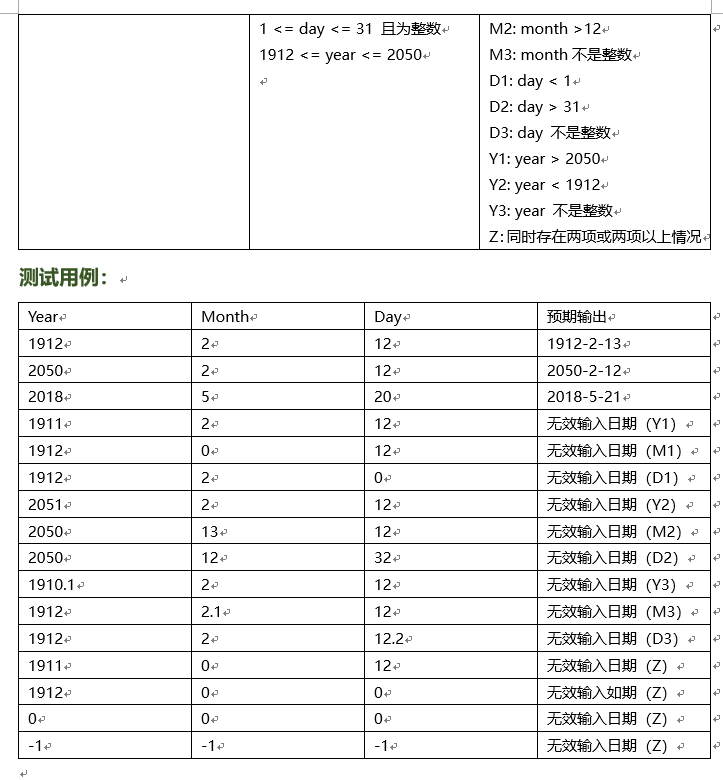 1 <= day <= 31 且为整数
1912 <= year <= 2050
M2: month >12
M3: month 不是整数
D1: day < 1
D2: day > 31
D3: day 不是整数
Y1: year > 2050
Y2: year < 1912
Y3: year 不是整数
Z:同时存在两项或两项以上情况
测试用例：
Year Month Day 预期输出
1912 2 12 1912-2-13
2050 2 12 2050-2-12
2018 5 20 2018-5-21
1911 2 12 无效输入日期（Y1）
1912 0 12 无效输入日期（M1）
1912 2 0 无效输入日期（D1）
2051 2 12 无效输入日期（Y2）
2050 13 12 无效输入日期（M2）
2050 12 32 无效输入日期（D2）
1910.1 2 12 无效输入日期（Y3）
1912 2.1 12 无效输入日期（M3）
1912 2 12.2 无效输入日期（D3）
1911 0 12 无效输入日期（Z）
1912 0 0 无效输入如期（Z）
0 0 0 无效输入日期（Z）
-1 -1 -1 无效输入日期（Z）